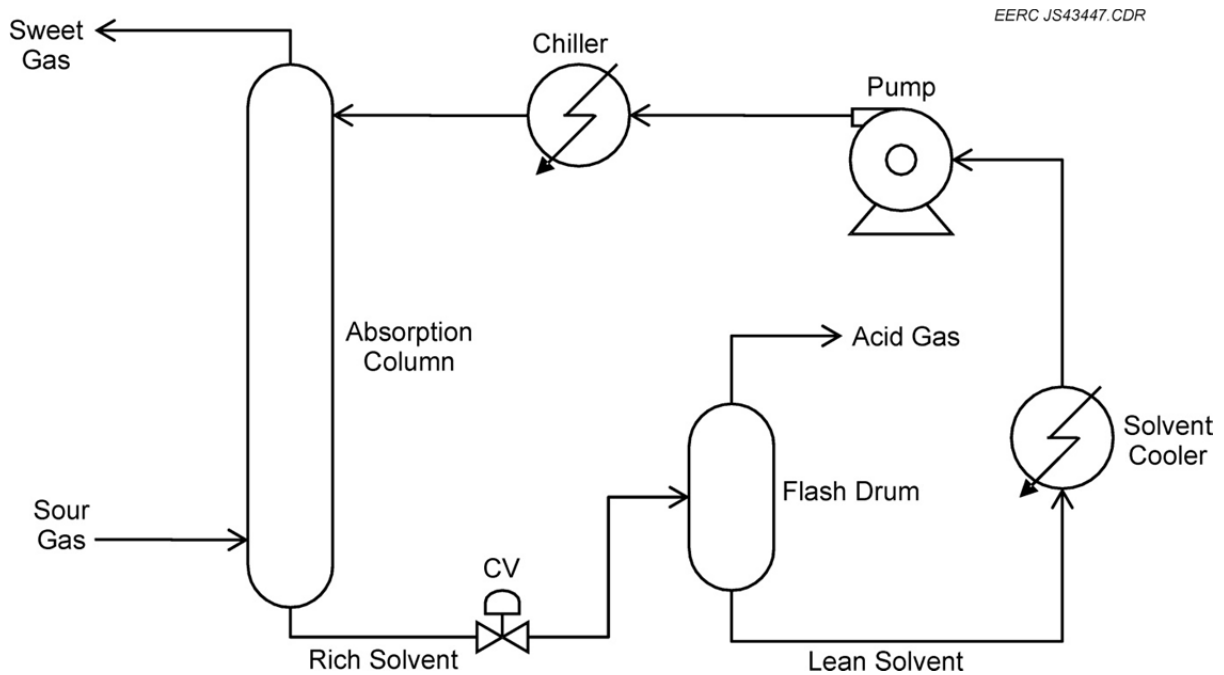 EERC JS43447.CDR
Sweet
Gas
Chiller
Pump
Absorption
Column
Acid Gas
Solvent
Cooler
Flash Drum
Sour
Gas
CV
Rich Solvent
Lean Solvent